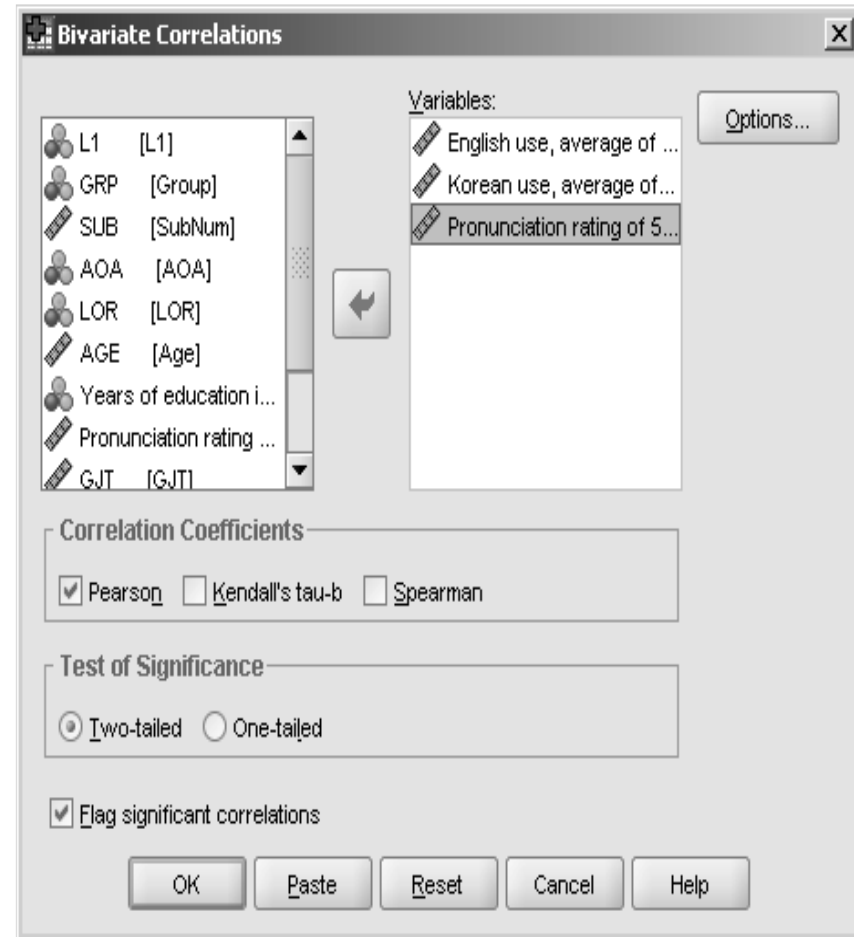 Bivariate Correlations
L1 [L1]
GRP [Group]
SUB [SubNum]
AOA [AOA]
LOR [LOR]
AGE [Age]
Years of education i...
Pronunciation rating ...
GJT [GJT]
Variables:
English use, average of ...
Korean use, average of...
Pronunciation rating of 5...
Options...
Correlation Coefficients
Pearson Kendall's tau-b Spearman
Test of Significance
Two-tailed One-tailed
Flag significant correlations
OK Paste Reset Cancel Help